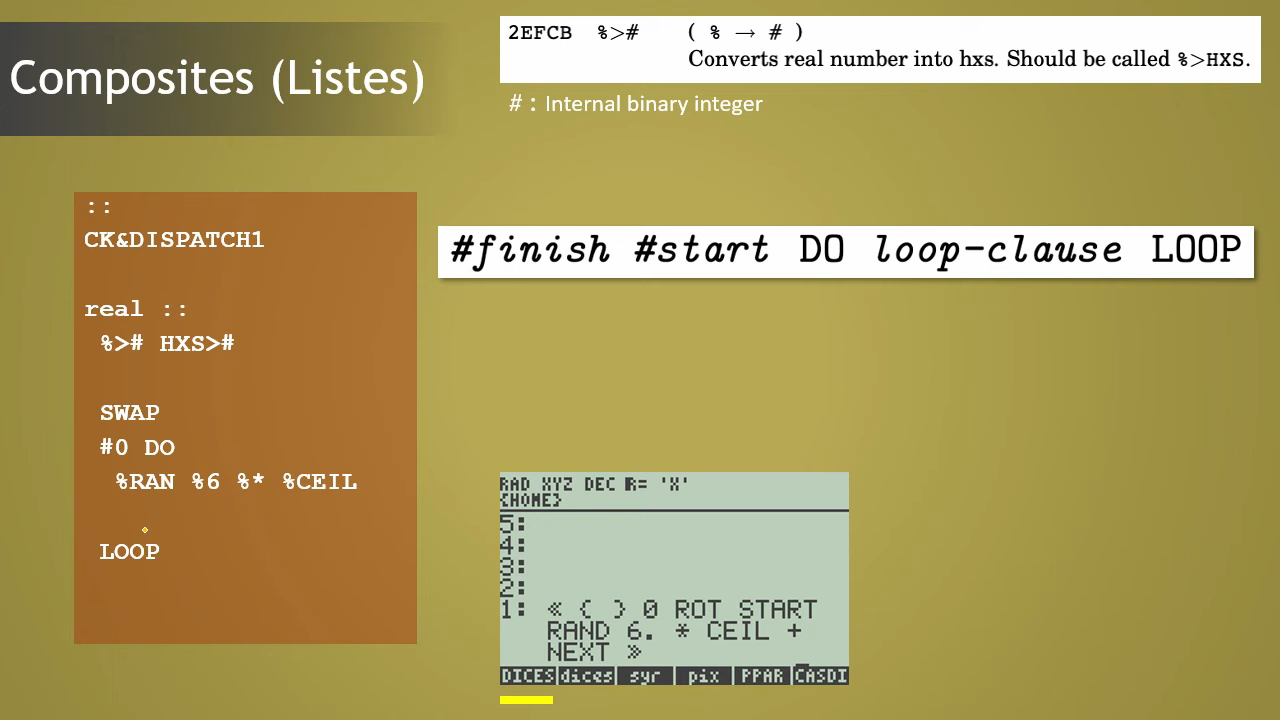 Composites (Listes)
2EFCB %># ( % → # )
Converts real number into hxs. Should be called %>HXS.
# : Internal binary integer
::
CK&DISPATCH1
real ::
%># HXS>#
SWAP
#0 DO
%RAN %6 %* %CEIL
LOOP
#finish #start DO loop-clause LOOP
RAD XYZ DEC R= 'X'
{HOME}
5:
4:
3:
2:
1: « { } 0 ROT START
RAND 6. * CEIL +
NEXT »
DICES dices syr pix PPAR CASDI